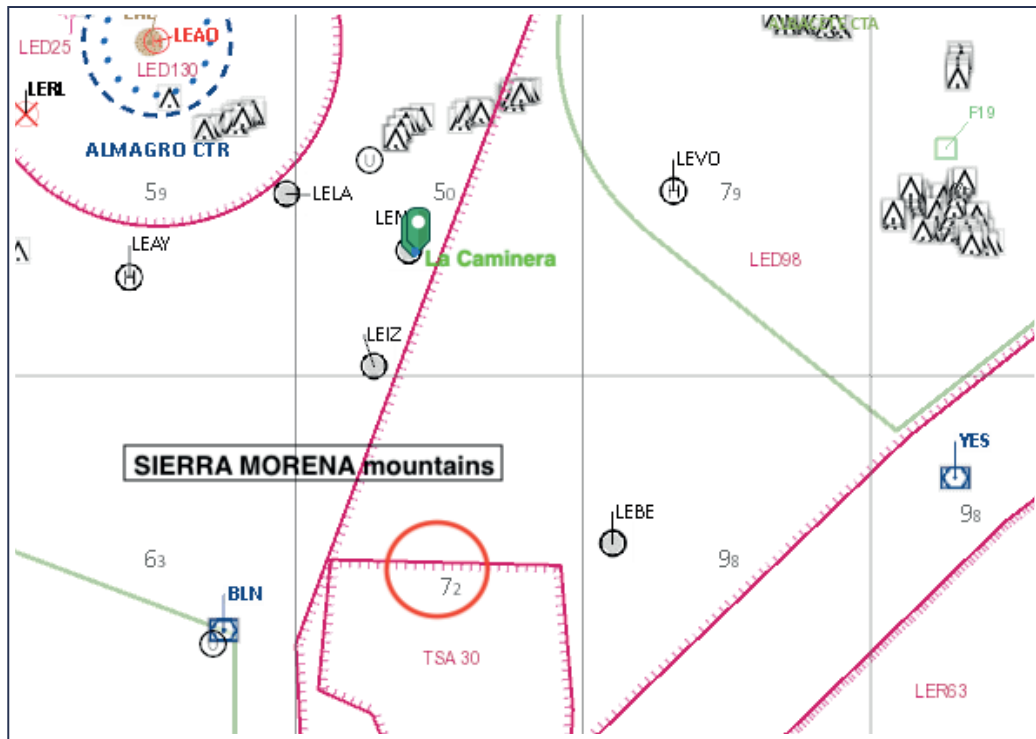 LEAO
LED25
LED130
LERL
F19
ALMAGRO CTR
LEVO
5₉
LELA
5₀
7₉
LEAY
La Caminera
LED98
LEIZ
SIERRA MORENA mountains
YES
LEBE
9₈
6₃
9₈
7₂
BLN
TSA 30
LER63